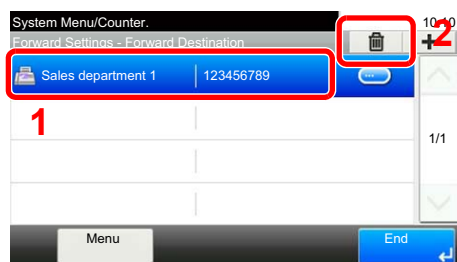 System Menu/Counter. 10:10
Forward Settings - Forward Destination
2
Sales department 1 123456789
1
1/1
Menu End